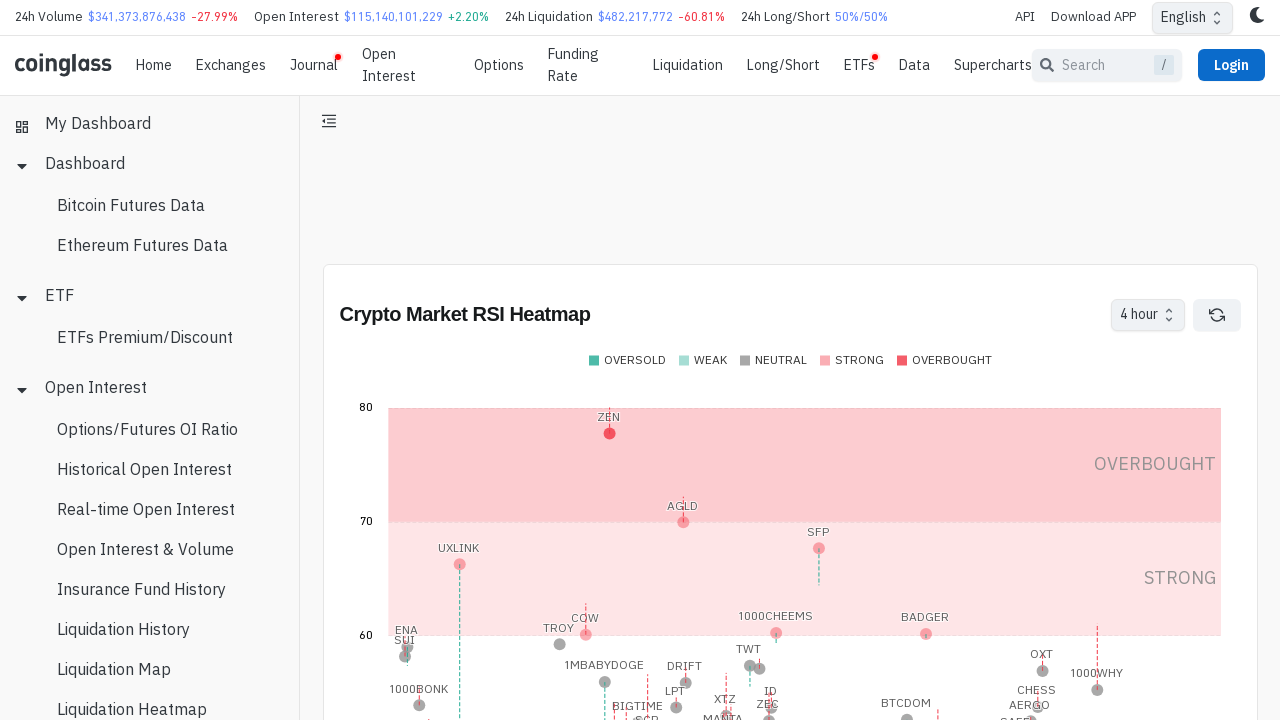 24h Volume $341,373,876,438 -27.99% Open Interest $115,140,101,229 +2.20% 24h Liquidation $482,217,772 -60.81% 24h Long/Short 50%/50% API Download APP English
coinglass Home Exchanges Journal Open Interest Options Funding Rate Liquidation Long/Short ETFs Data Supercharts Search / Login
My Dashboard
Dashboard
Bitcoin Futures Data
Ethereum Futures Data
ETF
ETFs Premium/Discount
Open Interest
Options/Futures OI Ratio
Historical Open Interest
Real-time Open Interest
Open Interest & Volume
Insurance Fund History
Liquidation History
Liquidation Map
Liquidation Heatmap
Crypto Market RSI Heatmap 4 hour
OVERSOLD WEAK NEUTRAL STRONG OVERBOUGHT
80
ZEN
OVERBOUGHT
AGLD
70
SFP
UXLINK
STRONG
1000CHEEMS BADGER
COW
TROY
ENA
60
SUI
TWT
OXT
1MBABYDOGE DRIFT
1000WHY
1000BONK LPT ID CHESS
XTZ ZEC BTCDOM AERGO
BIGTIME
MANTA